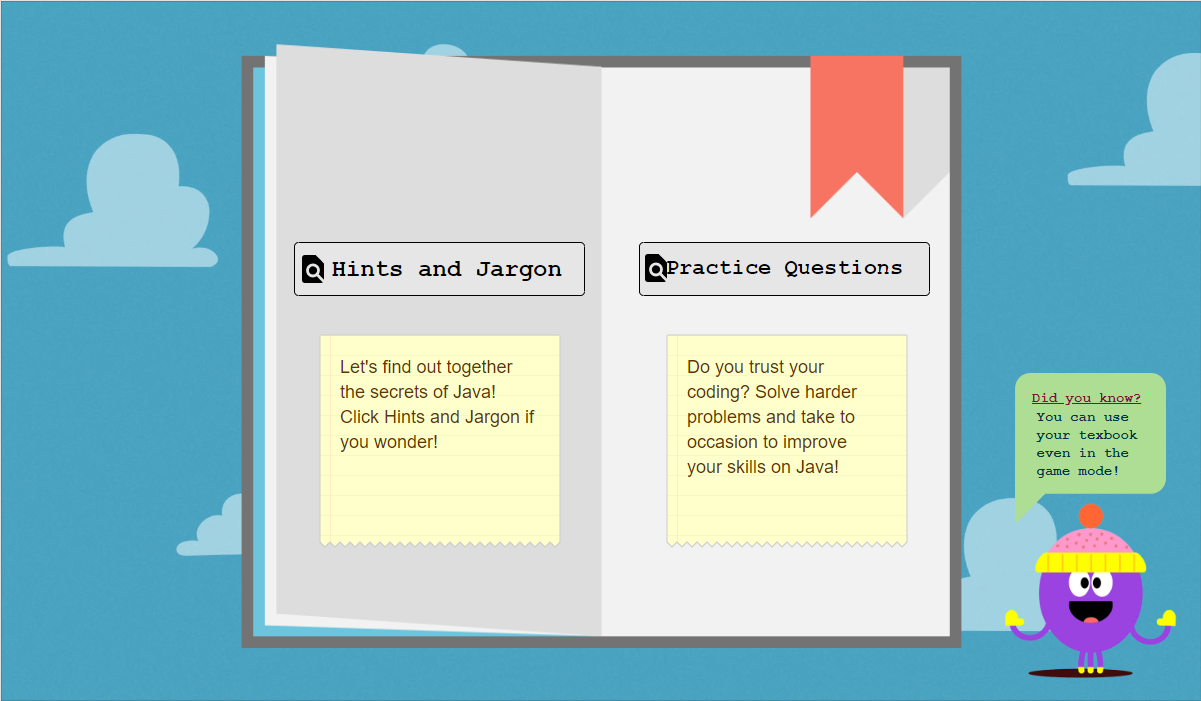 Hints and Jargon
Let's find out together
the secrets of Java!
Click Hints and Jargon if
you wonder!
Practice Questions
Do you trust your
coding? Solve harder
problems and take to
occasion to improve
your skills on Java!
Did you know?
You can use
your texbook
even in the
game mode!